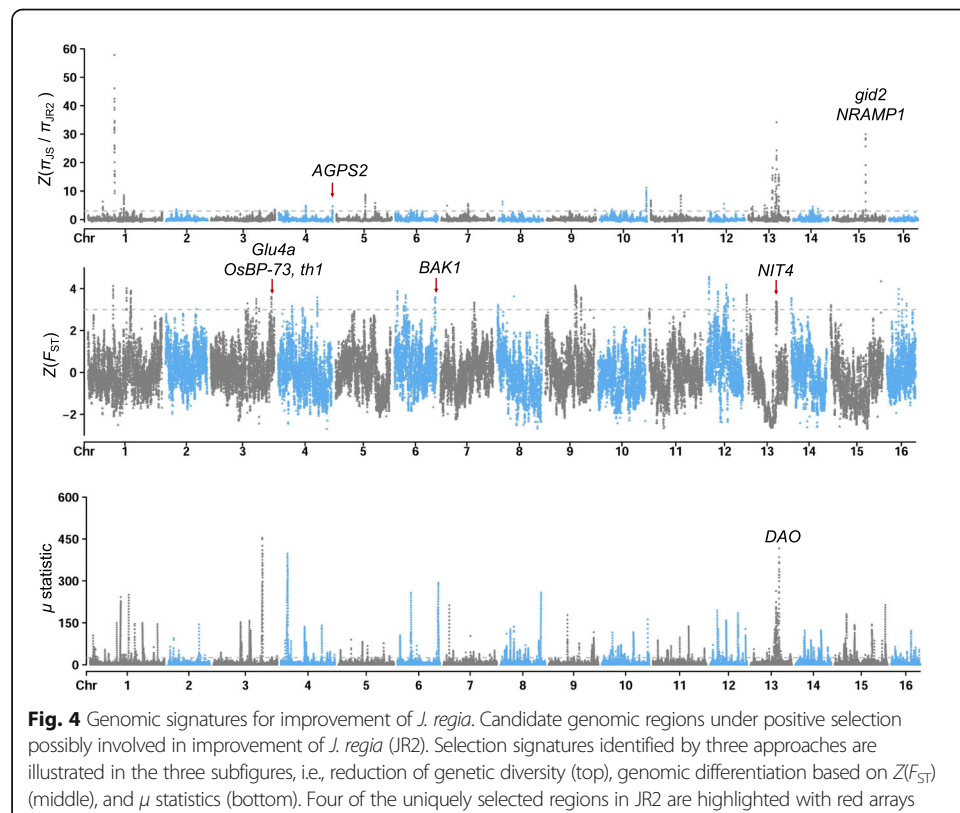 60
50
40
30
20
10
0
Z(πJS / πJR2)
gid2
NRAMP1
AGPS2
Chr 1 2 3 4 5 6 7 8 9 10 11 12 13 14 15 16
Glu4a
OsBP-73, th1
BAK1
NIT4
4
2
0
−2
Z(FST)
Chr 1 2 3 4 5 6 7 8 9 10 11 12 13 14 15 16
600
450
300
150
0
μ statistic
DAO
Chr 1 2 3 4 5 6 7 8 9 10 11 12 13 14 15 16
Fig. 4 Genomic signatures for improvement of J. regia. Candidate genomic regions under positive selection
possibly involved in improvement of J. regia (JR2). Selection signatures identified by three approaches are
illustrated in the three subfigures, i.e., reduction of genetic diversity (top), genomic differentiation based on Z(FST)
(middle), and μ statistics (bottom). Four of the uniquely selected regions in JR2 are highlighted with red arrays